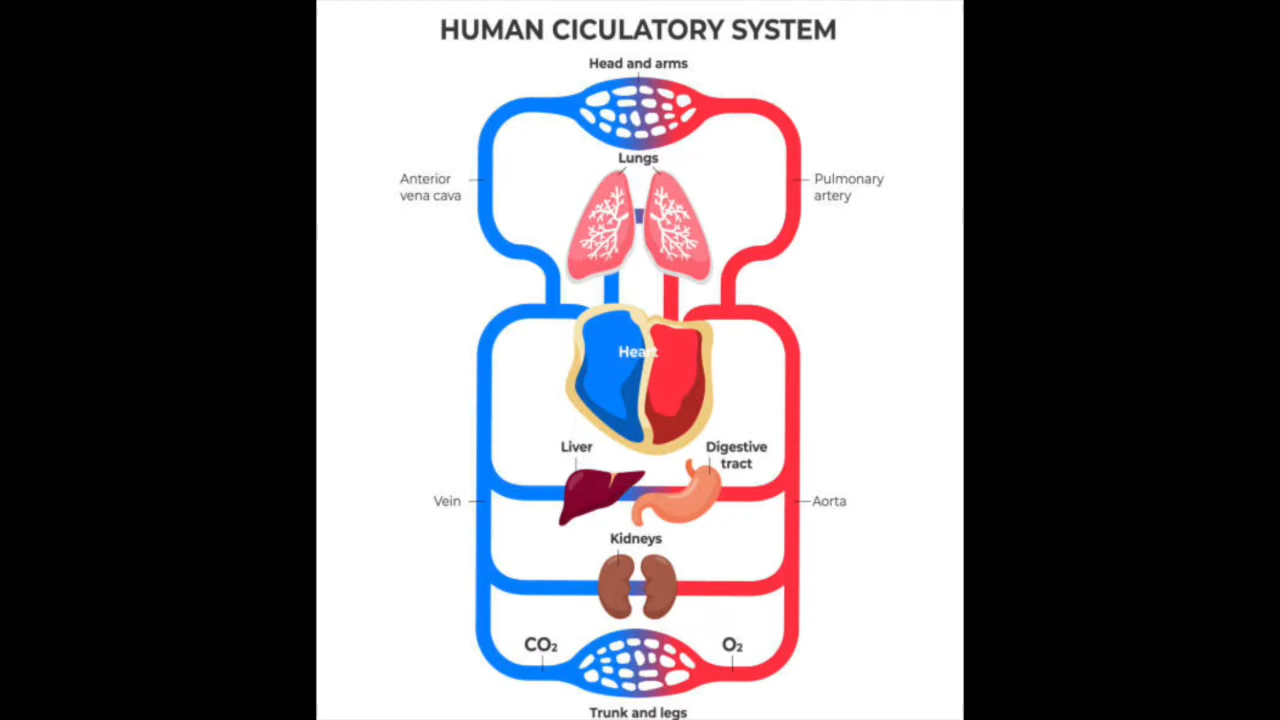 HUMAN CICULATORY SYSTEM
Head and arms
Lungs
Anterior
vena cava
Pulmonary
artery
Heart
Liver
Digestive
tract
Vein
Aorta
Kidneys
CO₂
O₂
Trunk and legs